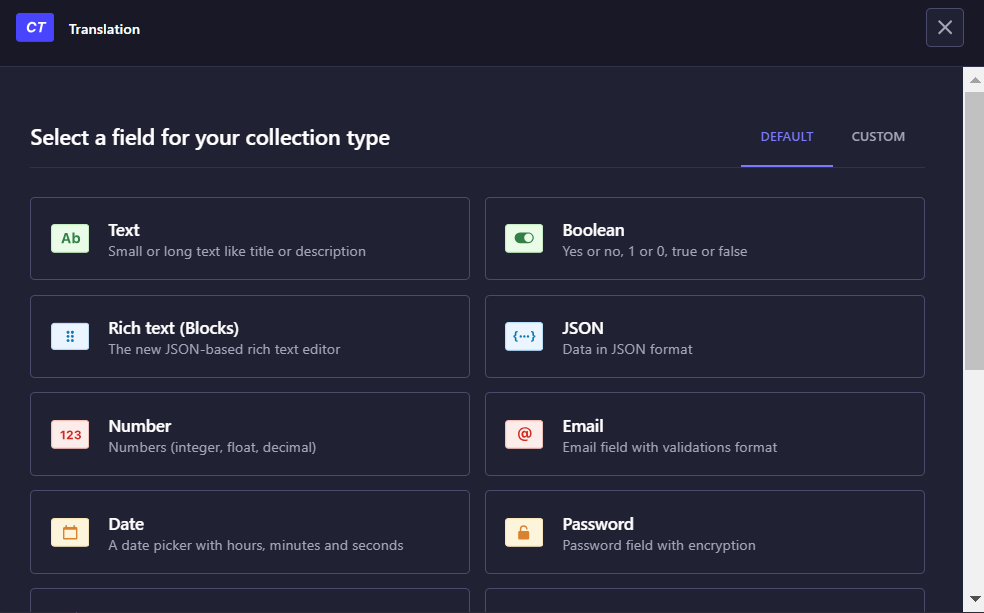 CT Translation
Select a field for your collection type
DEFAULT CUSTOM
Ab Text
Small or long text like title or description
Boolean
Yes or no, 1 or 0, true or false
Rich text (Blocks)
The new JSON-based rich text editor
{···} JSON
Data in JSON format
123 Number
Numbers (integer, float, decimal)
@ Email
Email field with validations format
Date
A date picker with hours, minutes and seconds
Password
Password field with encryption